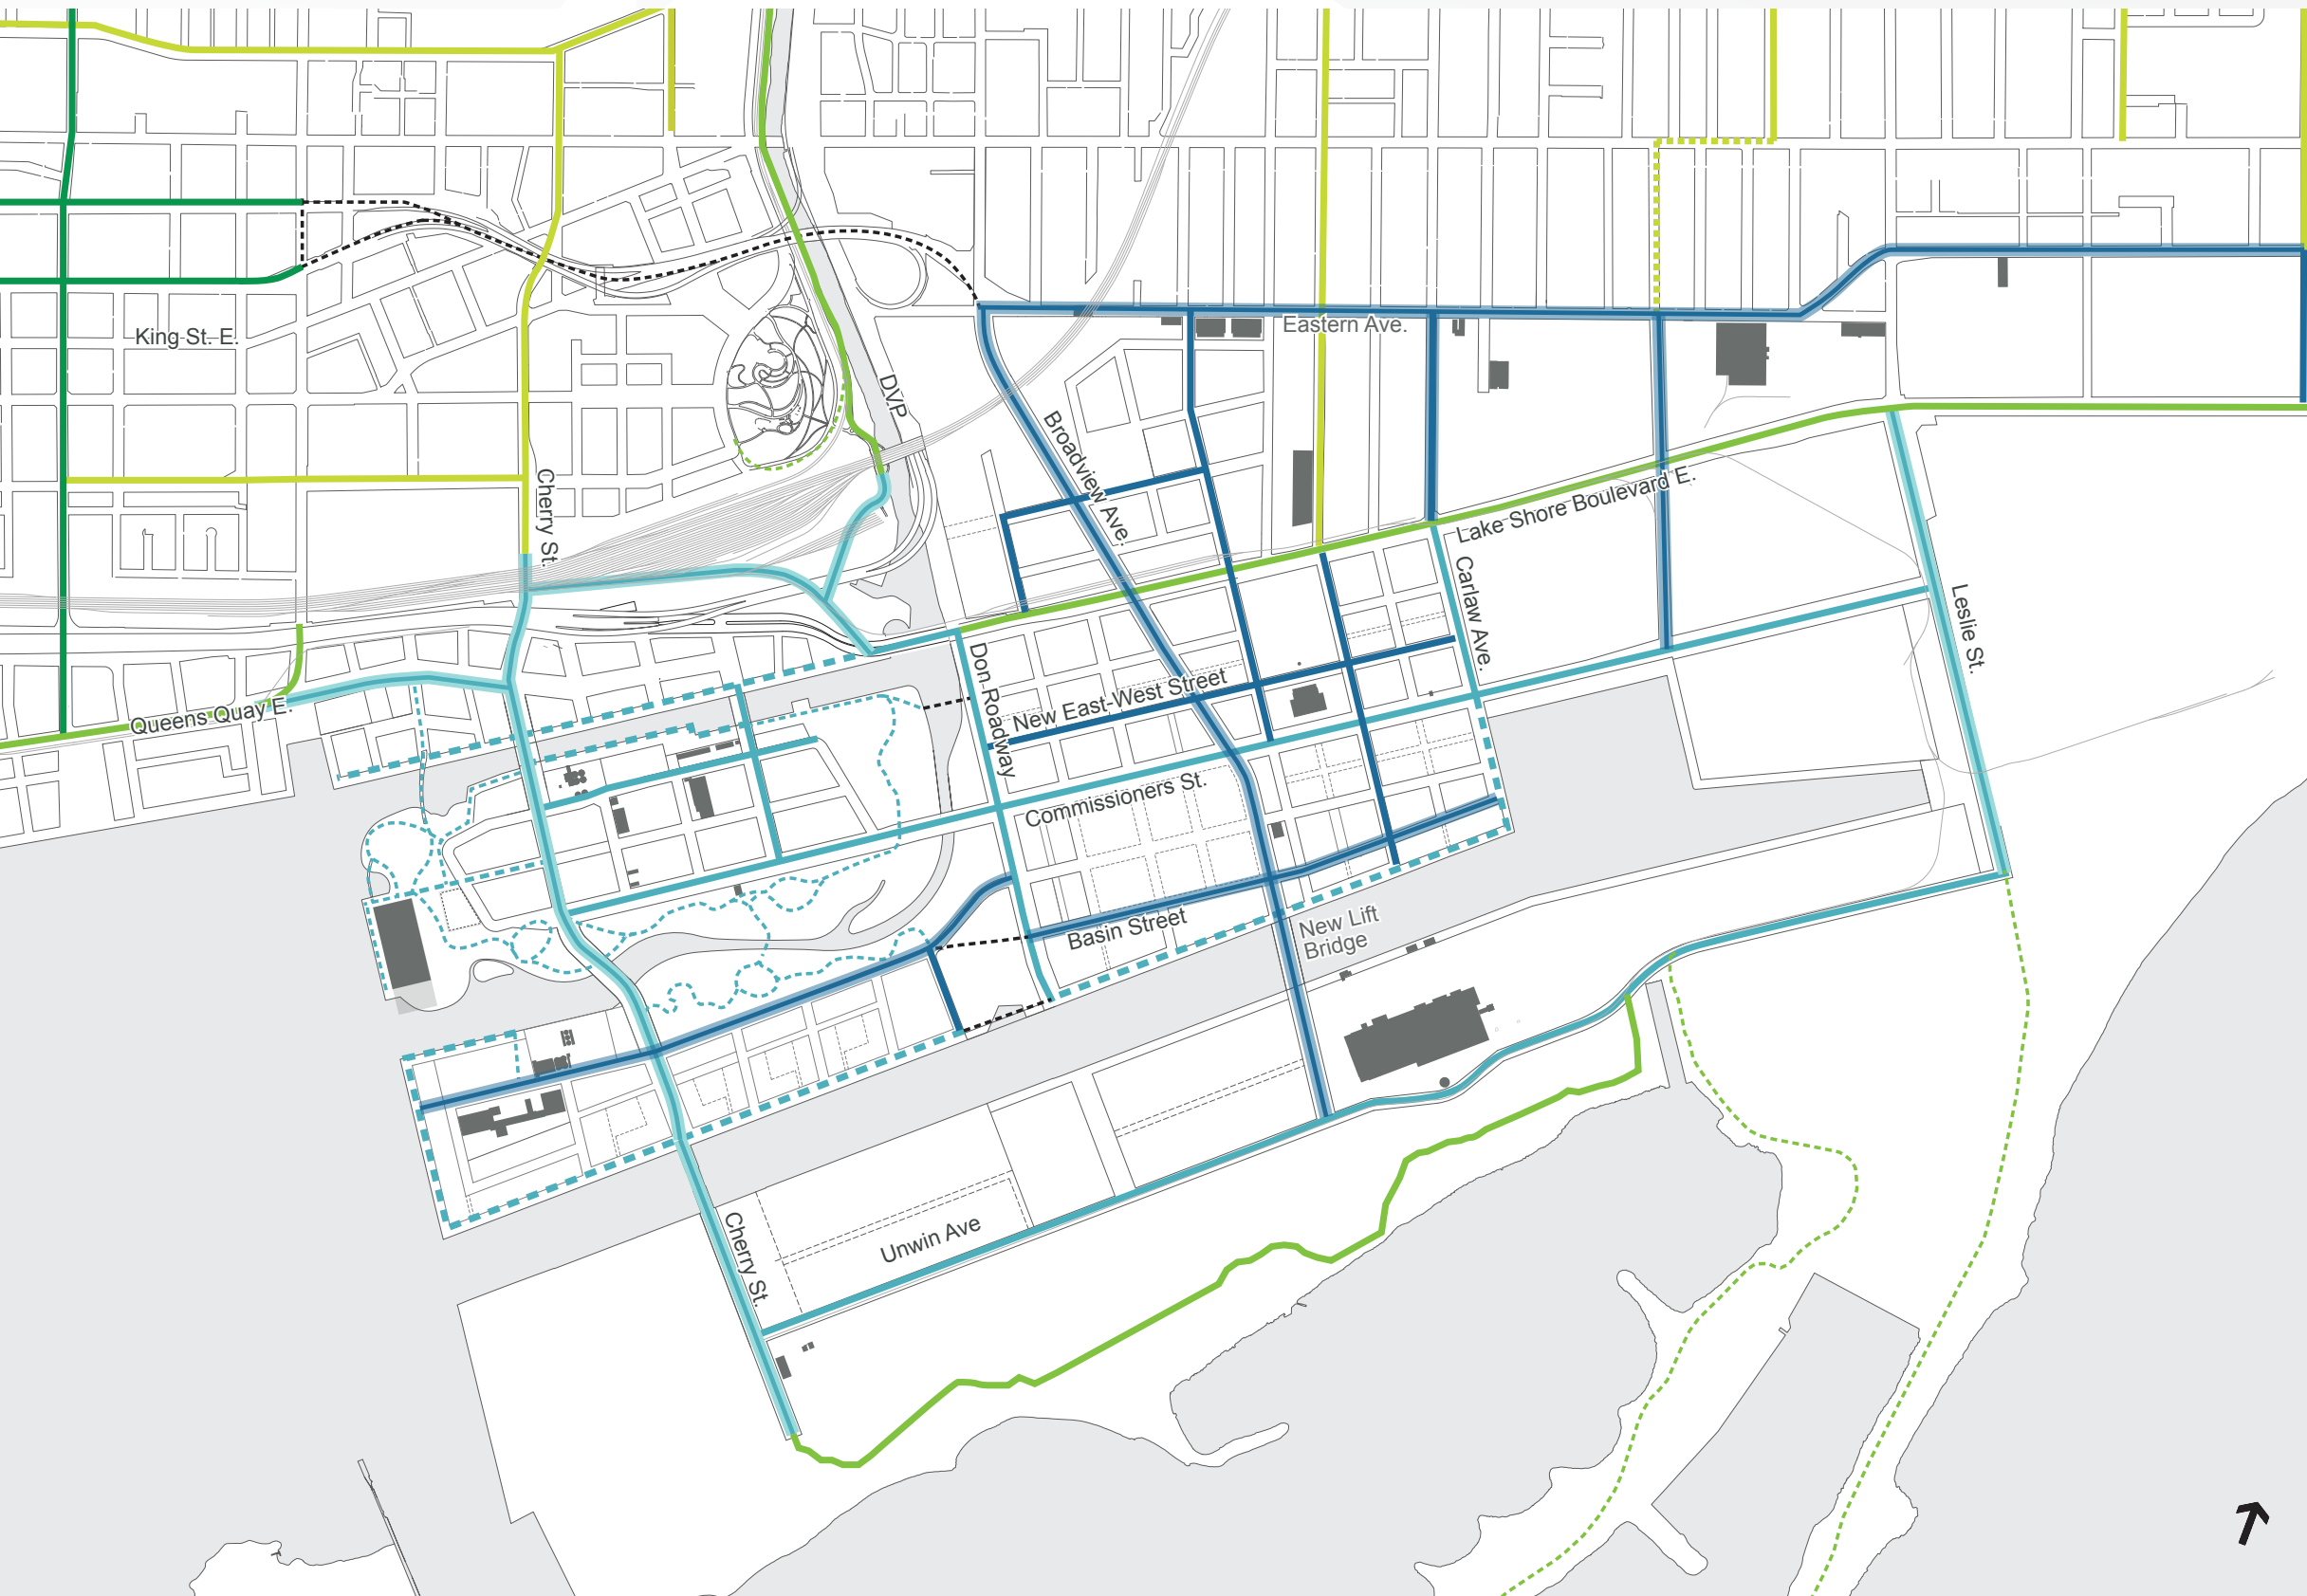 King St. E.
Eastern Ave.
DVP
Broadview Ave.
Cherry St.
Lake Shore Boulevard E.
Carlaw Ave.
Leslie St.
Don Roadway
New East-West Street
Queens Quay E.
Commissioners St.
Basin Street
New Lift
Bridge
Cherry St.
Unwin Ave